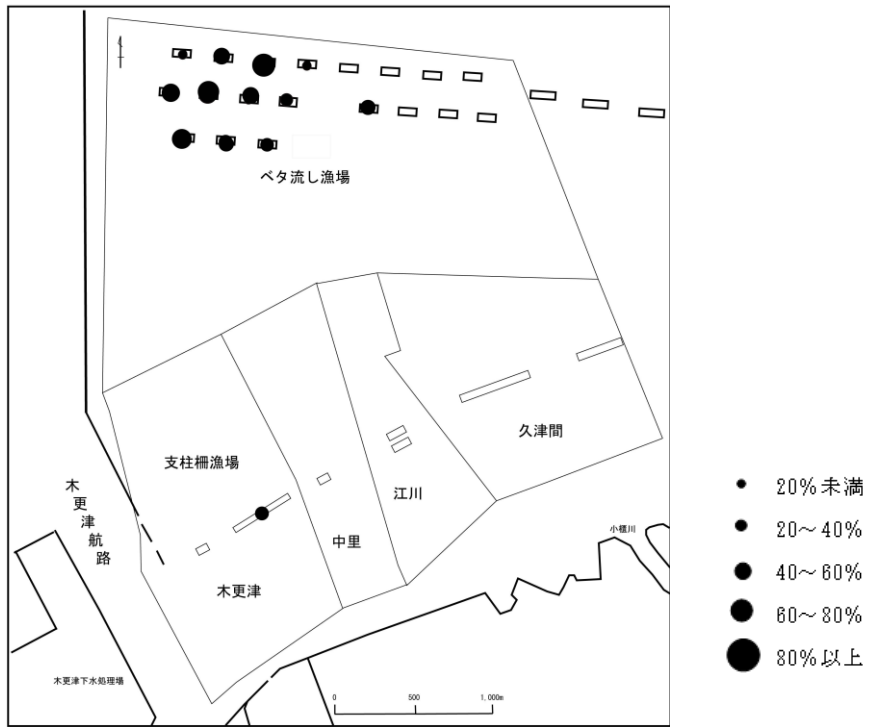 ベタ流し漁場
支柱柵漁場
久津間
江川
中里
木更津
木更津航路
小櫃川
木更津下水処理場
0 500 1,000m
20%未満
20~40%
40~60%
60~80%
80%以上